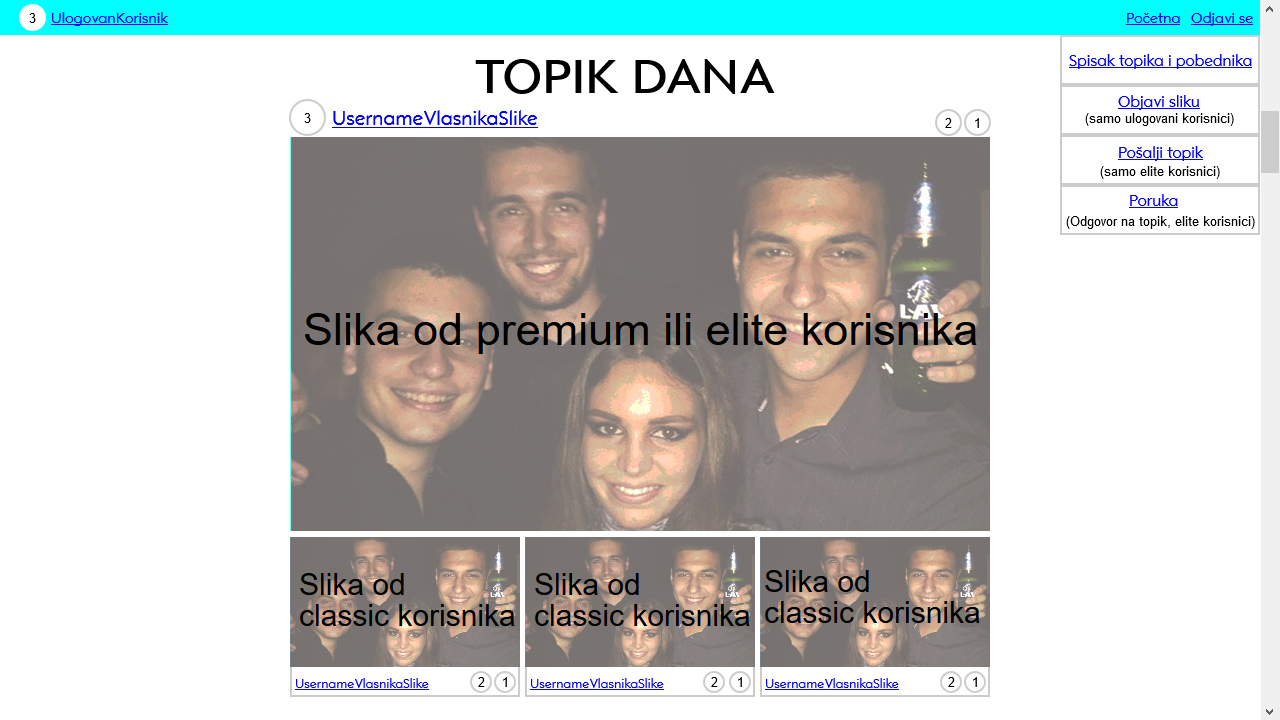 3 UlogovanKorisnik Početna Odjavi se
TOPIK DANA
3 UsernameVlasnikaSlike 2 1
Spisak topika i pobednika
Objavi sliku
(samo ulogovani korisnici)
Pošalji topik
(samo elite korisnici)
Poruka
(Odgovor na topik, elite korisnici)
LAV
Slika od premium ili elite korisnika
Slika od
classic korisnika
UsernameVlasnikaSlike 2 1
Slika od
classic korisnika
UsernameVlasnikaSlike 2 1
Slika od
classic korisnika
UsernameVlasnikaSlike 2 1